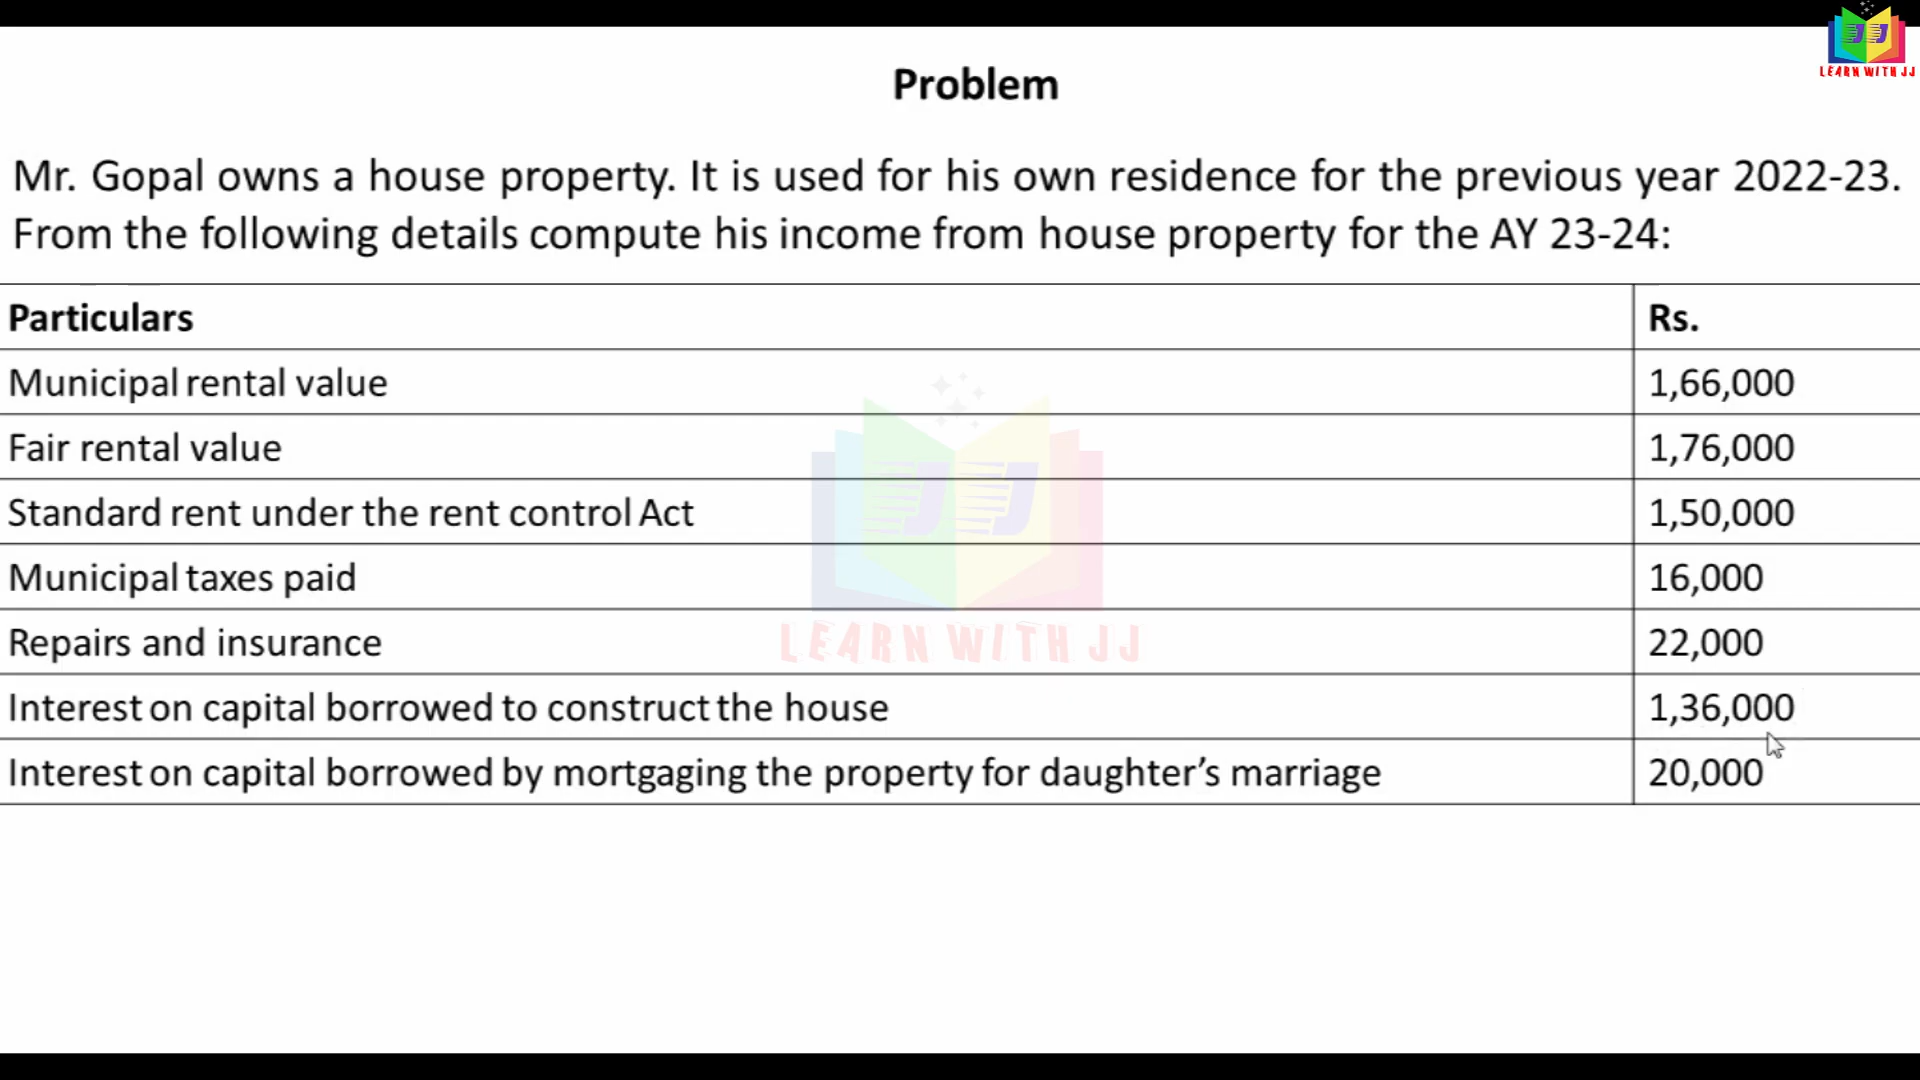 LEARN WITH JJ
Problem
Mr. Gopal owns a house property. It is used for his own residence for the previous year 2022-23.
From the following details compute his income from house property for the AY 23-24:
Particulars Rs.
Municipal rental value 1,66,000
Fair rental value 1,76,000
Standard rent under the rent control Act 1,50,000
Municipal taxes paid 16,000
Repairs and insurance 22,000
LEARN WITH JJ
Interest on capital borrowed to construct the house 1,36,000
Interest on capital borrowed by mortgaging the property for daughter's marriage 20,000